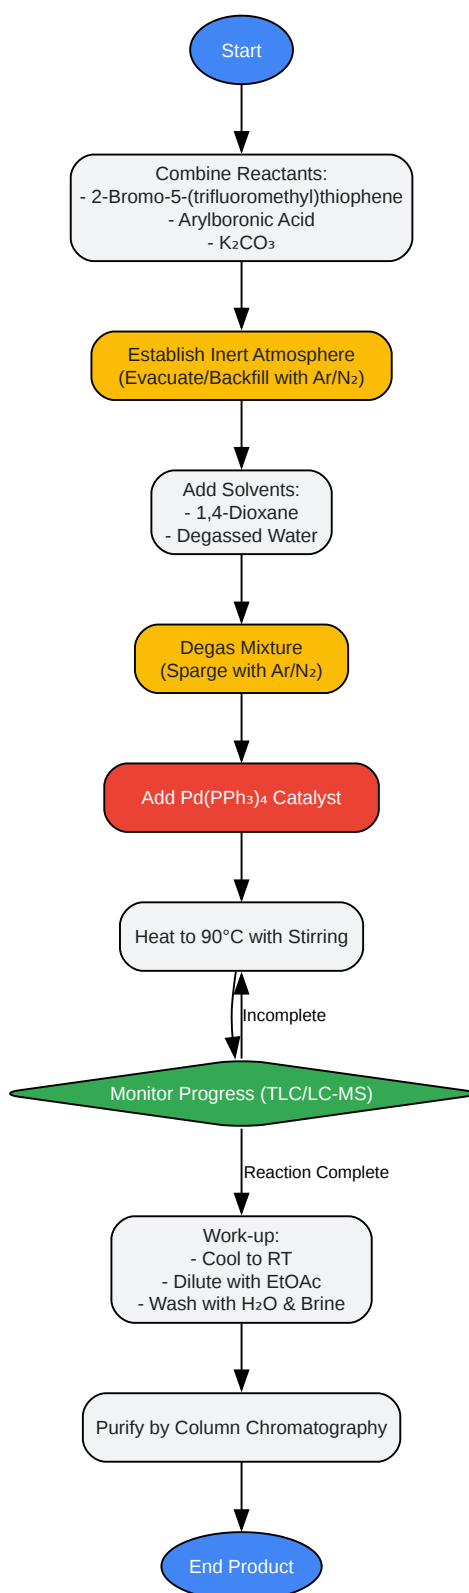 Start
Combine Reactants:
- 2-Bromo-5-(trifluoromethyl)thiophene
- Arylboronic Acid
- K₂CO₃
Establish Inert Atmosphere
(Evacuate/Backfill with Ar/N₂)
Add Solvents:
- 1,4-Dioxane
- Degassed Water
Degas Mixture
(Sparge with Ar/N₂)
Add Pd(PPh₃)₄ Catalyst
Heat to 90°C with Stirring
Incomplete
Monitor Progress (TLC/LC-MS)
Reaction Complete
Work-up:
- Cool to RT
- Dilute with EtOAc
- Wash with H₂O & Brine
Purify by Column Chromatography
End Product